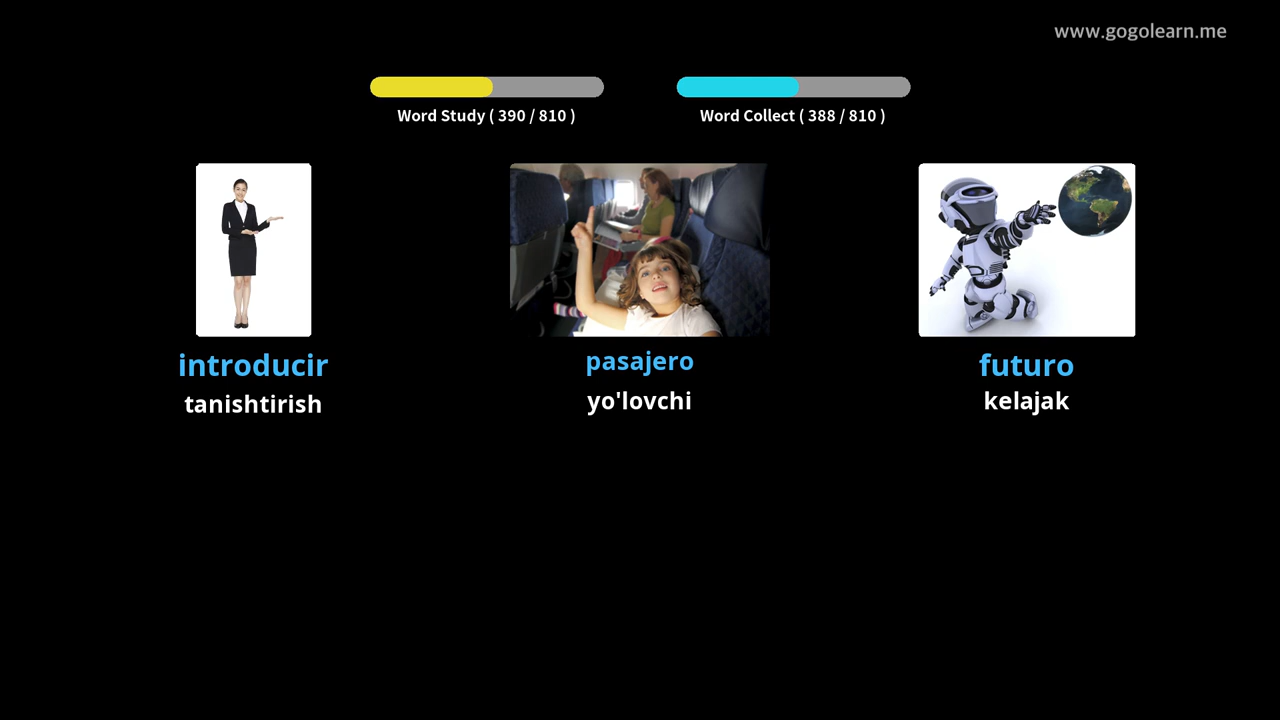 www.gogolearn.me
Word Study ( 390 / 810 )
Word Collect ( 388 / 810 )
introducir
tanishtirish
pasajero
yo'lovchi
futuro
kelajak